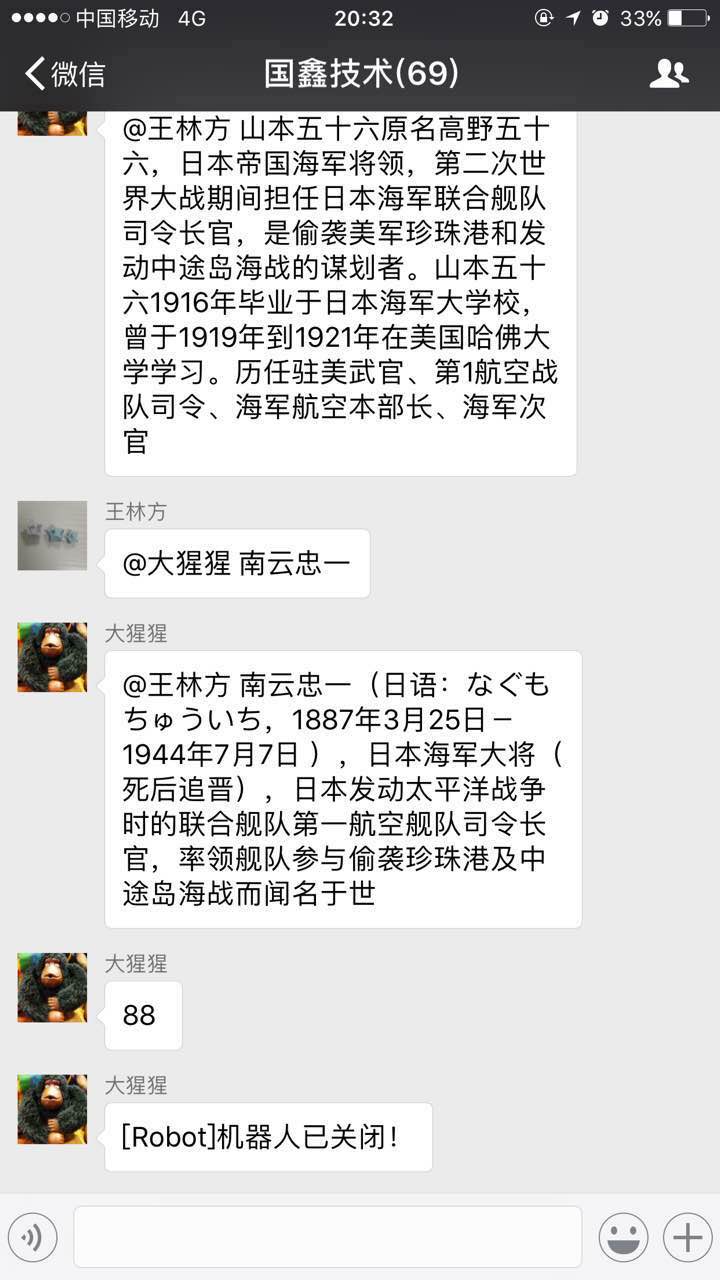 中国移动 4G 20:32 33%
微信 国鑫技术(69)
@王林方 山本五十六原名高野五十
六，日本帝国海军将领，第二次世
界大战期间担任日本海军联合舰队
司令长官，是偷袭美军珍珠港和发
动中途岛海战的谋划者。山本五十
六1916年毕业于日本海军大学校，
曾于1919年到1921年在美国哈佛大
学学习。历任驻美武官、第1航空战
队司令、海军航空本部长、海军次
官
王林方
@大猩猩 南云忠一
大猩猩
@王林方 南云忠一（日语：なぐも
ちゅういち，1887年3月25日－
1944年7月7日 ），日本海军大将（
死后追晋），日本发动太平洋战争
时的联合舰队第一航空舰队司令长
官，率领舰队参与偷袭珍珠港及中
途岛海战而闻名于世
大猩猩
88
大猩猩
[Robot]机器人已关闭！